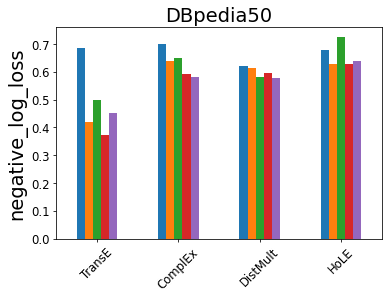 DBpedia50
negative_log_loss
0.7
0.6
0.5
0.4
0.3
0.2
0.1
0.0
TransE
ComplEx
DistMult
HoLE